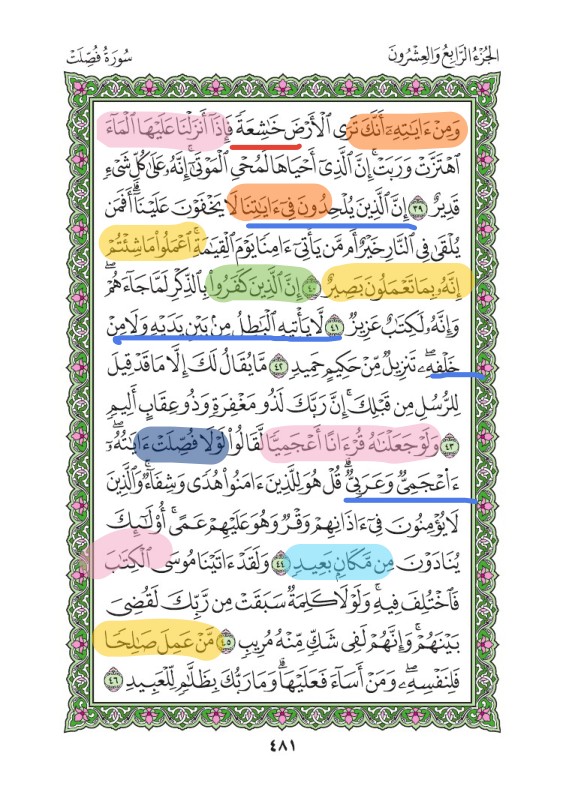 الجُزْءُ الرَّابِعُ وَالعِشْرُونَ
سُورَةُ فُصِّلَتْ
وَمِنْ ءَايَـٰتِهِۦٓ أَنَّكَ تَرَى ٱلْأَرْضَ خَـٰشِعَةً فَإِذَآ أَنزَلْنَا عَلَيْهَا ٱلْمَآءَ
ٱهْتَزَّتْ وَرَبَتْ ۚ إِنَّ ٱلَّذِىٓ أَحْيَاهَا لَمُحْىِ ٱلْمَوْتَىٰٓ ۚ إِنَّهُۥ عَلَىٰ كُلِّ شَىْءٍ
قَدِيرٌ ٣٩ إِنَّ ٱلَّذِينَ يُلْحِدُونَ فِىٓ ءَايَـٰتِنَا لَا يَخْفَوْنَ عَلَيْنَآ ۗ أَفَمَن
يُلْقَىٰ فِى ٱلنَّارِ خَيْرٌ أَم مَّن يَأْتِىٓ ءَامِنًا يَوْمَ ٱلْقِيَـٰمَةِ ۚ ٱعْمَلُوا۟ مَا شِئْتُمْ ۖ
إِنَّهُۥ بِمَا تَعْمَلُونَ بَصِيرٌ ٤٠ إِنَّ ٱلَّذِينَ كَفَرُوا۟ بِٱلذِّكْرِ لَمَّا جَآءَهُمْ ۖ
وَإِنَّهُۥ لَكِتَـٰبٌ عَزِيزٌ ٤١ لَّا يَأْتِيهِ ٱلْبَـٰطِلُ مِنۢ بَيْنِ يَدَيْهِ وَلَا مِنْ
خَلْفِهِۦ ۖ تَنزِيلٌ مِّنْ حَكِيمٍ حَمِيدٍ ٤٢ مَّا يُقَالُ لَكَ إِلَّا مَا قَدْ قِيلَ
لِلرُّسُلِ مِن قَبْلِكَ ۚ إِنَّ رَبَّكَ لَذُو مَغْفِرَةٍ وَذُو عِقَابٍ أَلِيمٍ
٤٣ وَلَوْ جَعَلْنَـٰهُ قُرْءَانًا أَعْجَمِيًّا لَّقَالُوا۟ لَوْلَا فُصِّلَتْ ءَايَـٰتُهُۥٓ ۖ
ءَا۬عْجَمِىٌّ وَعَرَبِىٌّ ۗ قُلْ هُوَ لِلَّذِينَ ءَامَنُوا۟ هُدًى وَشِفَآءٌ ۖ وَٱلَّذِينَ
لَا يُؤْمِنُونَ فِىٓ ءَاذَانِهِمْ وَقْرٌ وَهُوَ عَلَيْهِمْ عَمًى ۚ أُو۟لَـٰٓئِكَ
يُنَادَوْنَ مِن مَّكَانٍۭ بَعِيدٍ ٤٤ وَلَقَدْ ءَاتَيْنَا مُوسَى ٱلْكِتَـٰبَ
فَٱخْتُلِفَ فِيهِ ۗ وَلَوْلَا كَلِمَةٌ سَبَقَتْ مِن رَّبِّكَ لَقُضِىَ
بَيْنَهُمْ ۚ وَإِنَّهُمْ لَفِى شَكٍّ مِّنْهُ مُرِيبٍ ٤٥ مَّنْ عَمِلَ صَـٰلِحًا
فَلِنَفْسِهِۦ ۖ وَمَنْ أَسَآءَ فَعَلَيْهَا ۗ وَمَا رَبُّكَ بِظَلَّـٰمٍ لِّلْعَبِيدِ ٤٦
٤٨١